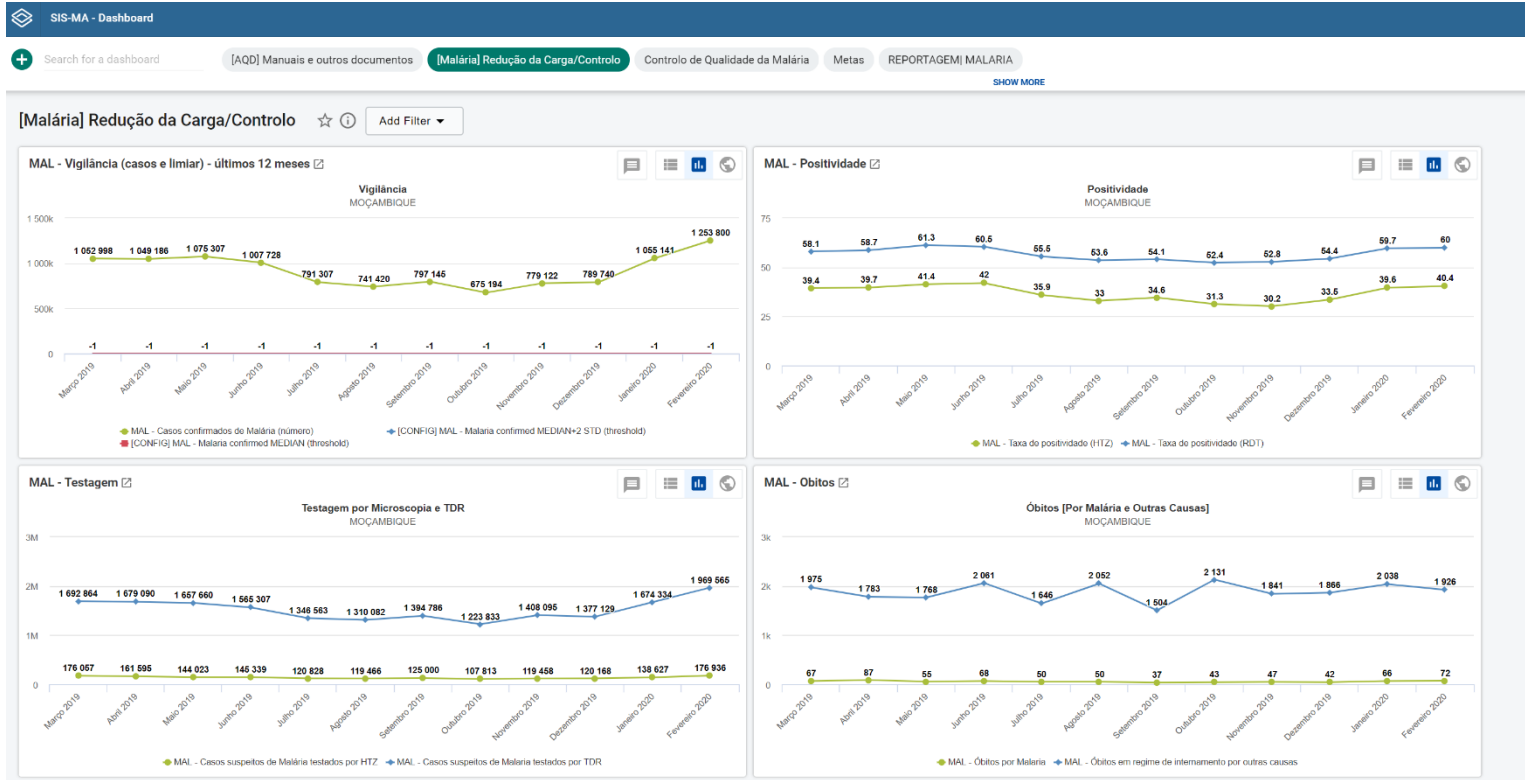 SIS-MA - Dashboard
Search for a dashboard
[AQD] Manuais e outros documentos
[Malária] Redução da Carga/Controlo
Controlo de Qualidade da Malária
Metas
REPORTAGEM| MALARIA
SHOW MORE
[Malária] Redução da Carga/Controlo
Add Filter
MAL - Vigilância (casos e limiar) - últimos 12 meses
Vigilância
MOÇAMBIQUE
1 500k
1 000k
500k
0
1 052 998 1 049 186 1 075 307 1 007 728 791 307 741 420 797 145 675 194 779 122 789 740 1 055 141 1 253 800
-1 -1 -1 -1 -1 -1 -1 -1 -1 -1 -1 -1
Março 2019 Abril 2019 Maio 2019 Junho 2019 Julho 2019 Agosto 2019 Setembro 2019 Outubro 2019 Novembro 2019 Dezembro 2019 Janeiro 2020 Fevereiro 2020
MAL - Casos confirmados de Malária (número) [CONFIG] MAL - Malaria confirmed MEDIAN+2 STD (threshold)
[CONFIG] MAL - Malaria confirmed MEDIAN (threshold)
MAL - Positividade
Positividade
MOÇAMBIQUE
75
50
25
0
58.1 58.7 61.3 60.5 55.5 53.6 54.1 52.4 52.8 54.4 59.7 60
39.4 39.7 41.4 42 35.9 33 34.6 31.3 30.2 33.5 39.6 40.4
Março 2019 Abril 2019 Maio 2019 Junho 2019 Julho 2019 Agosto 2019 Setembro 2019 Outubro 2019 Novembro 2019 Dezembro 2019 Janeiro 2020 Fevereiro 2020
MAL - Taxa de positividade (HTZ) MAL - Taxa de positividade (RDT)
MAL - Testagem
Testagem por Microscopia e TDR
MOÇAMBIQUE
3M
2M
1M
0
1 692 864 1 679 090 1 657 660 1 565 307 1 346 563 1 310 082 1 394 786 1 223 833 1 408 095 1 377 129 1 674 334 1 969 565
176 057 161 595 144 023 145 339 120 828 119 466 125 000 107 813 119 458 120 168 138 627 176 936
Março 2019 Abril 2019 Maio 2019 Junho 2019 Julho 2019 Agosto 2019 Setembro 2019 Outubro 2019 Novembro 2019 Dezembro 2019 Janeiro 2020 Fevereiro 2020
MAL - Casos suspeitos de Malária testados por HTZ MAL - Casos suspeitos de Malaria testados por TDR
MAL - Obitos
Óbitos [Por Malária e Outras Causas]
MOÇAMBIQUE
3k
2k
1k
0
1 975 1 783 1 768 2 061 1 646 2 052 1 504 2 131 1 841 1 866 2 038 1 926
67 87 55 68 50 50 37 43 47 42 66 72
Março 2019 Abril 2019 Maio 2019 Junho 2019 Julho 2019 Agosto 2019 Setembro 2019 Outubro 2019 Novembro 2019 Dezembro 2019 Janeiro 2020 Fevereiro 2020
MAL - Óbitos por Malaria MAL - Óbitos em regime de internamento por outras causas